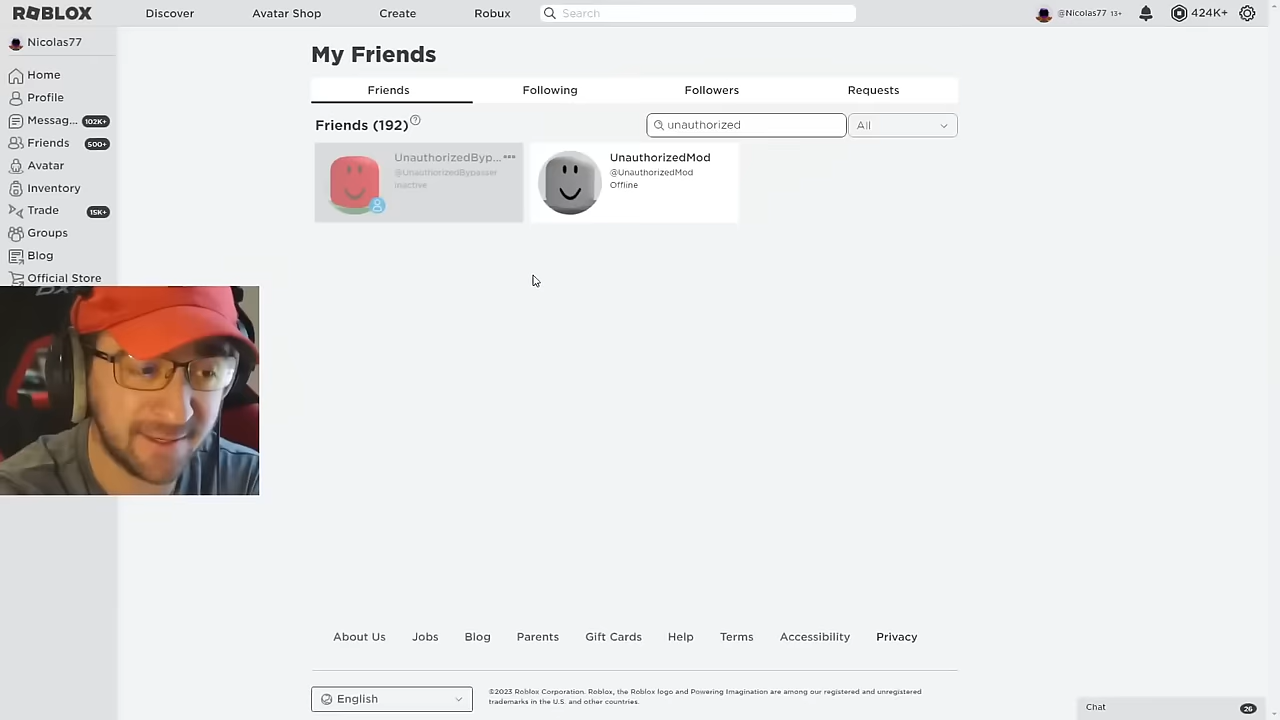 ROBLOX
Discover
Avatar Shop
Create
Robux
Search
@Nicolas77 13+
424K+
Nicolas77
Home
Profile
Messag... 102K+
Friends 500+
Avatar
Inventory
Trade 15K+
Groups
Blog
Official Store
My Friends
Friends
Following
Followers
Requests
Friends (192)
unauthorized
All
UnauthorizedByp...
@UnauthorizedBypasser
Inactive
UnauthorizedMod
@UnauthorizedMod
Offline
About Us
Jobs
Blog
Parents
Gift Cards
Help
Terms
Accessibility
Privacy
English
©2023 Roblox Corporation. Roblox, the Roblox logo and Powering Imagination are among our registered and unregistered
trademarks in the U.S. and other countries.
Chat 26